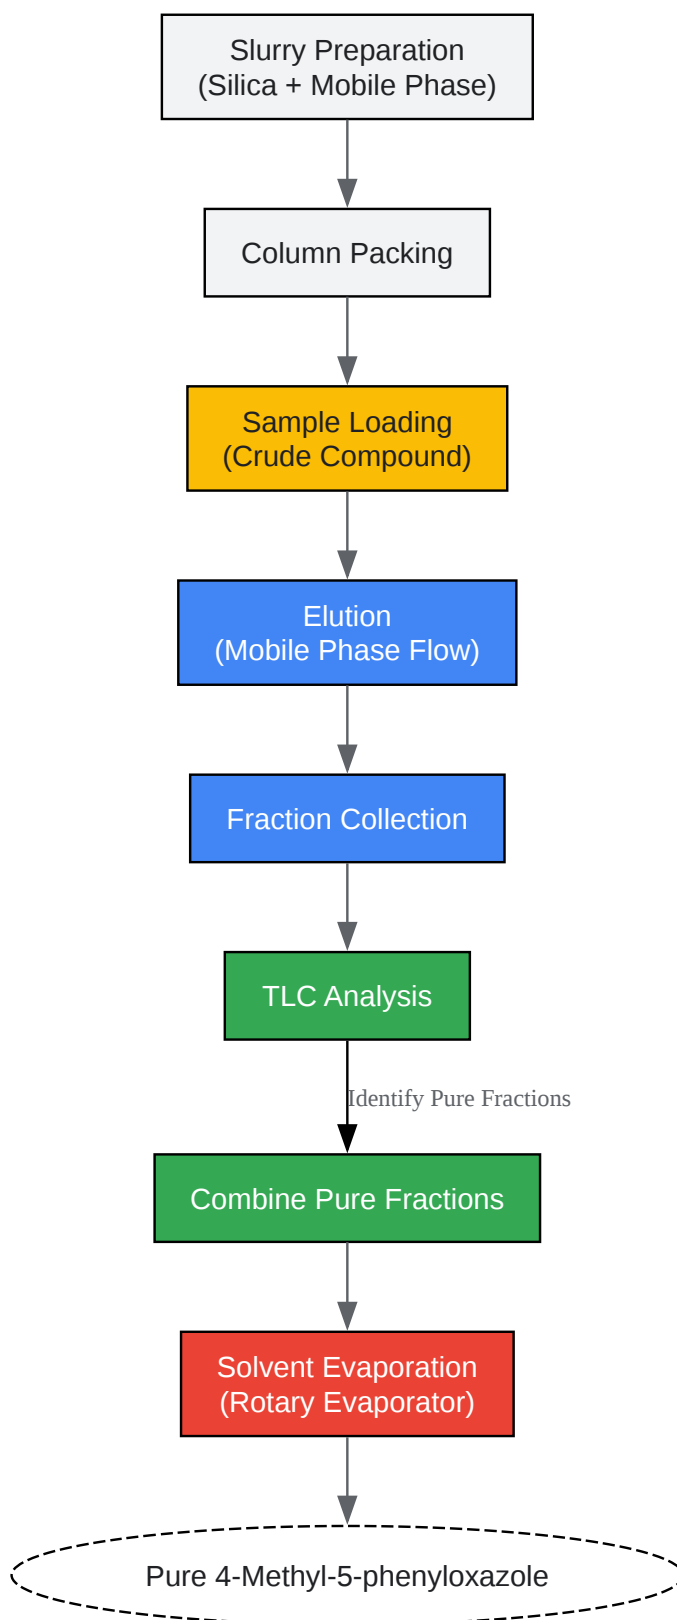 Slurry Preparation
(Silica + Mobile Phase)
Column Packing
Sample Loading
(Crude Compound)
Elution
(Mobile Phase Flow)
Fraction Collection
TLC Analysis
Identify Pure Fractions
Combine Pure Fractions
Solvent Evaporation
(Rotary Evaporator)
Pure 4-Methyl-5-phenyloxazole